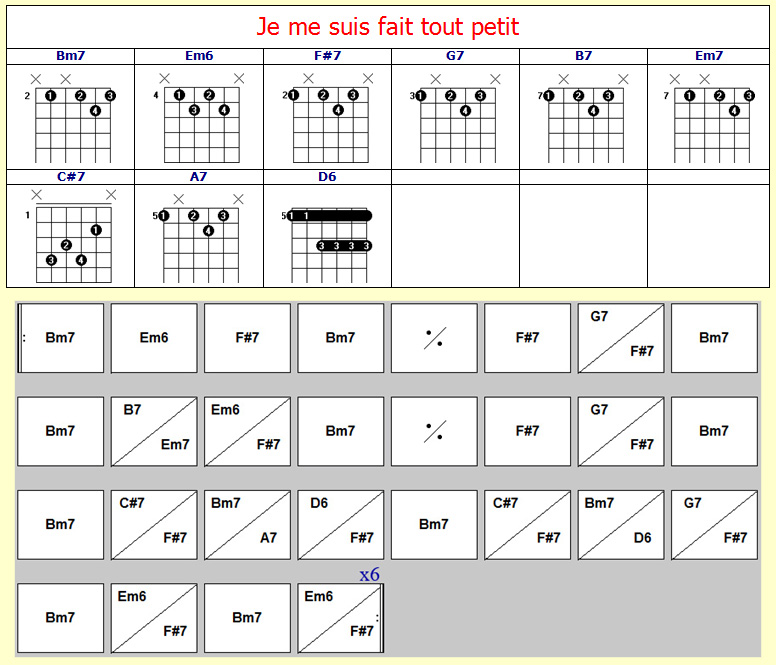 Je me suis fait tout petit
Bm7 Em6 F#7 G7 B7 Em7
× × × × × × × × × × × ×
2 1 2 3 4 4 1 2 3 4 2 1 2 3 4 3 1 2 3 4 7 1 2 3 4 7 1 2 3 4
C#7 A7 D6
× × × ×
1 1 2 3 4 5 1 2 3 4 5 1 1 3 3 3 3
: Bm7 Em6 F#7 Bm7 ٪ F#7 G7 F#7 Bm7
Bm7 B7 Em7 Em6 F#7 Bm7 ٪ F#7 G7 F#7 Bm7
Bm7 C#7 F#7 Bm7 A7 D6 F#7 Bm7 C#7 F#7 Bm7 D6 G7 F#7
x6
Bm7 Em6 F#7 Bm7 Em6 F#7 :